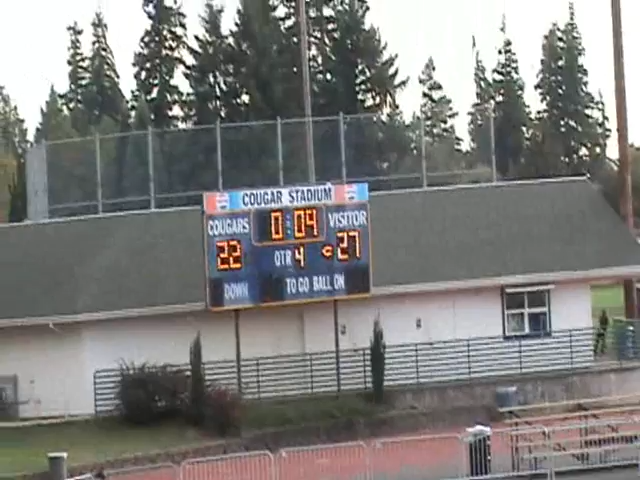 COUGAR STADIUM
COUGARS 0:04 VISITOR
22 QTR 4 < 27
DOWN TO GO BALL ON